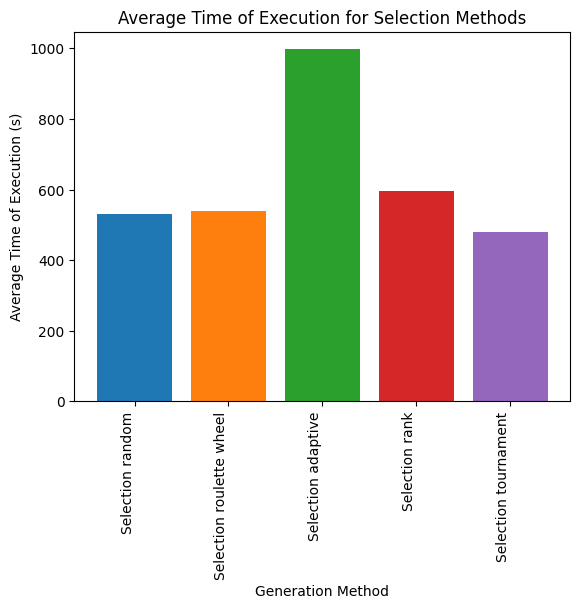 Average Time of Execution for Selection Methods
Average Time of Execution (s)
1000
800
600
400
200
0
Selection random
Selection roulette wheel
Selection adaptive
Selection rank
Selection tournament
Generation Method